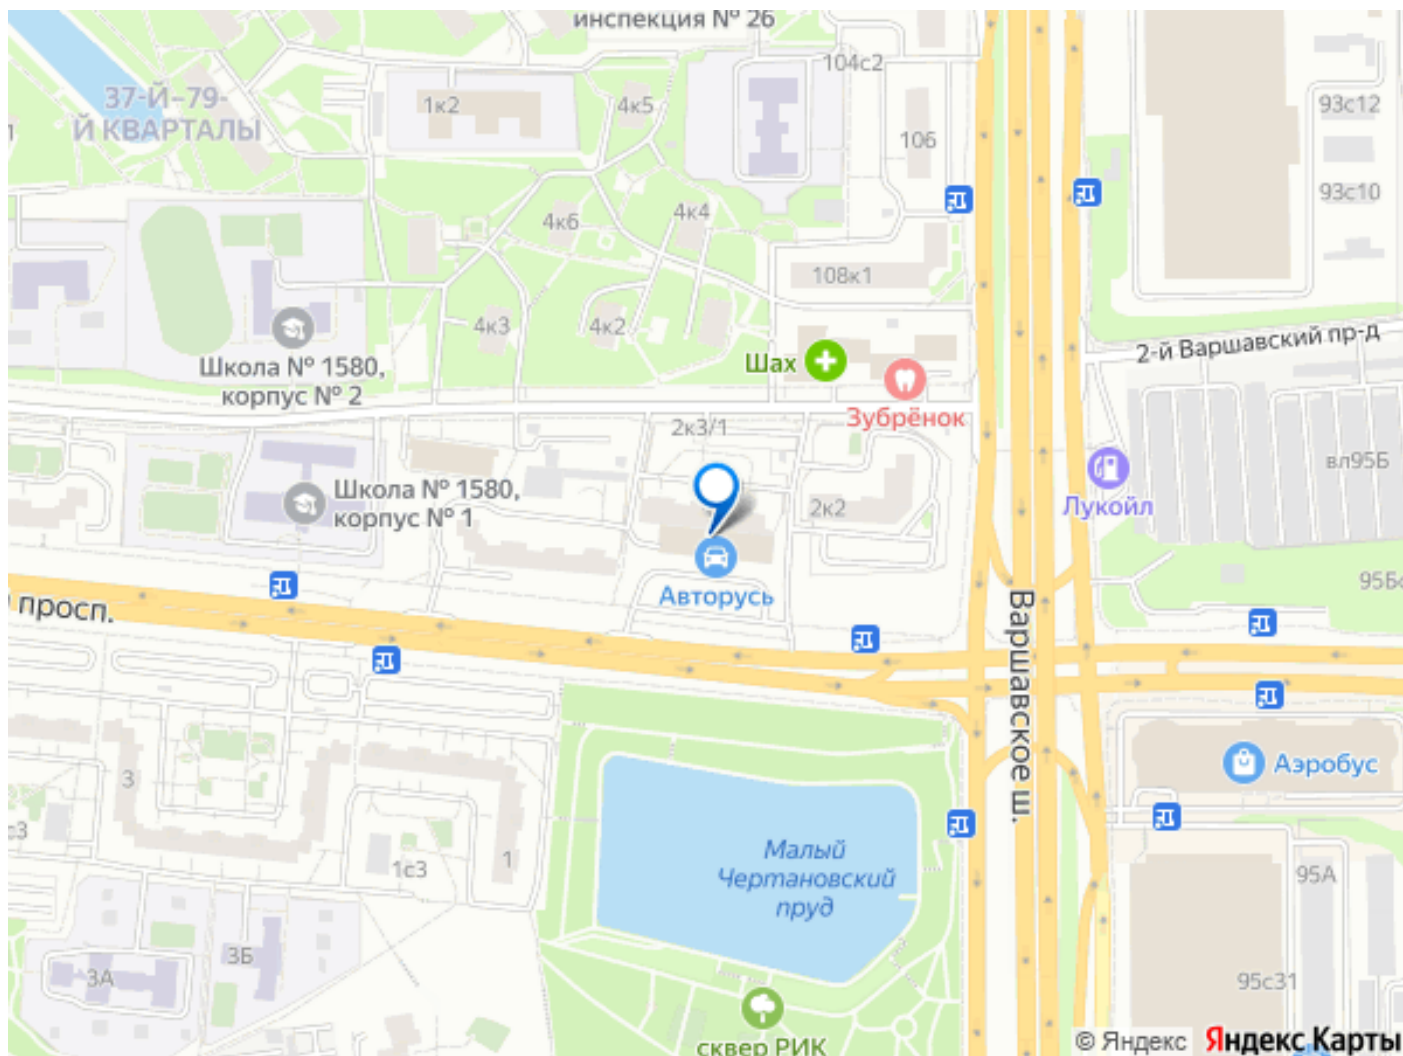 инспекция № 26
104с2
37-Й–79-
Й КВАРТАЛЫ
1к2
4к5
106
93с12
93с10
4к6
4к4
108к1
4к3
4к2
Школа № 1580,
корпус № 2
Шах
Зубрёнок
2-й Варшавский пр-д
2к3/1
вл95Б
Школа № 1580,
корпус № 1
2к2
Лукойл
Авторусь
просп.
Варшавское ш.
Аэробус
3
1с3
1
Малый
Чертановский
пруд
95А
3Б
3А
95с31
сквер РИК
© Яндекс
Яндекс Карты